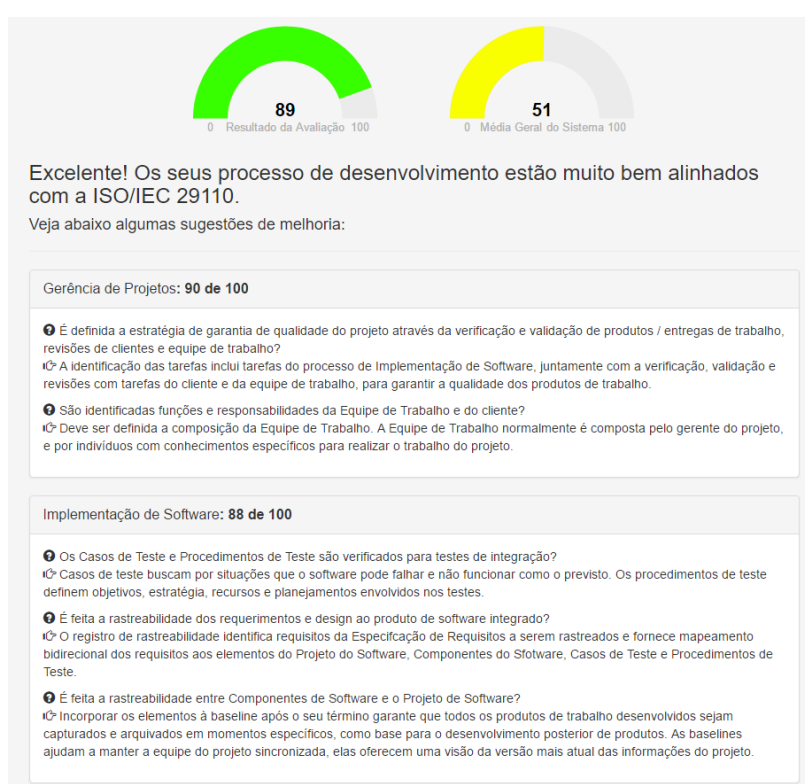 89
0 Resultado da Avaliação 100
51
0 Média Geral do Sistema 100
Excelente! Os seus processo de desenvolvimento estão muito bem alinhados
com a ISO/IEC 29110.
Veja abaixo algumas sugestões de melhoria:
Gerência de Projetos: 90 de 100
É definida a estratégia de garantia de qualidade do projeto através da verificação e validação de produtos / entregas de trabalho,
revisões de clientes e equipe de trabalho?
A identificação das tarefas inclui tarefas do processo de Implementação de Software, juntamente com a verificação, validação e
revisões com tarefas do cliente e da equipe de trabalho, para garantir a qualidade dos produtos de trabalho.
São identificadas funções e responsabilidades da Equipe de Trabalho e do cliente?
Deve ser definida a composição da Equipe de Trabalho. A Equipe de Trabalho normalmente é composta pelo gerente do projeto,
e por indivíduos com conhecimentos específicos para realizar o trabalho do projeto.
Implementação de Software: 88 de 100
Os Casos de Teste e Procedimentos de Teste são verificados para testes de integração?
Casos de teste buscam por situações que o software pode falhar e não funcionar como o previsto. Os procedimentos de teste
definem objetivos, estratégia, recursos e planejamentos envolvidos nos testes.
É feita a rastreabilidade dos requerimentos e design ao produto de software integrado?
O registro de rastreabilidade identifica requisitos da Especifcação de Requisitos a serem rastreados e fornece mapeamento
bidirecional dos requisitos aos elementos do Projeto do Software, Componentes do Sfotware, Casos de Teste e Procedimentos de
Teste.
É feita a rastreabilidade entre Componentes de Software e o Projeto de Software?
Incorporar os elementos à baseline após o seu término garante que todos os produtos de trabalho desenvolvidos sejam
capturados e arquivados em momentos específicos, como base para o desenvolvimento posterior de produtos. As baselines
ajudam a manter a equipe do projeto sincronizada, elas oferecem uma visão da versão mais atual das informações do projeto.